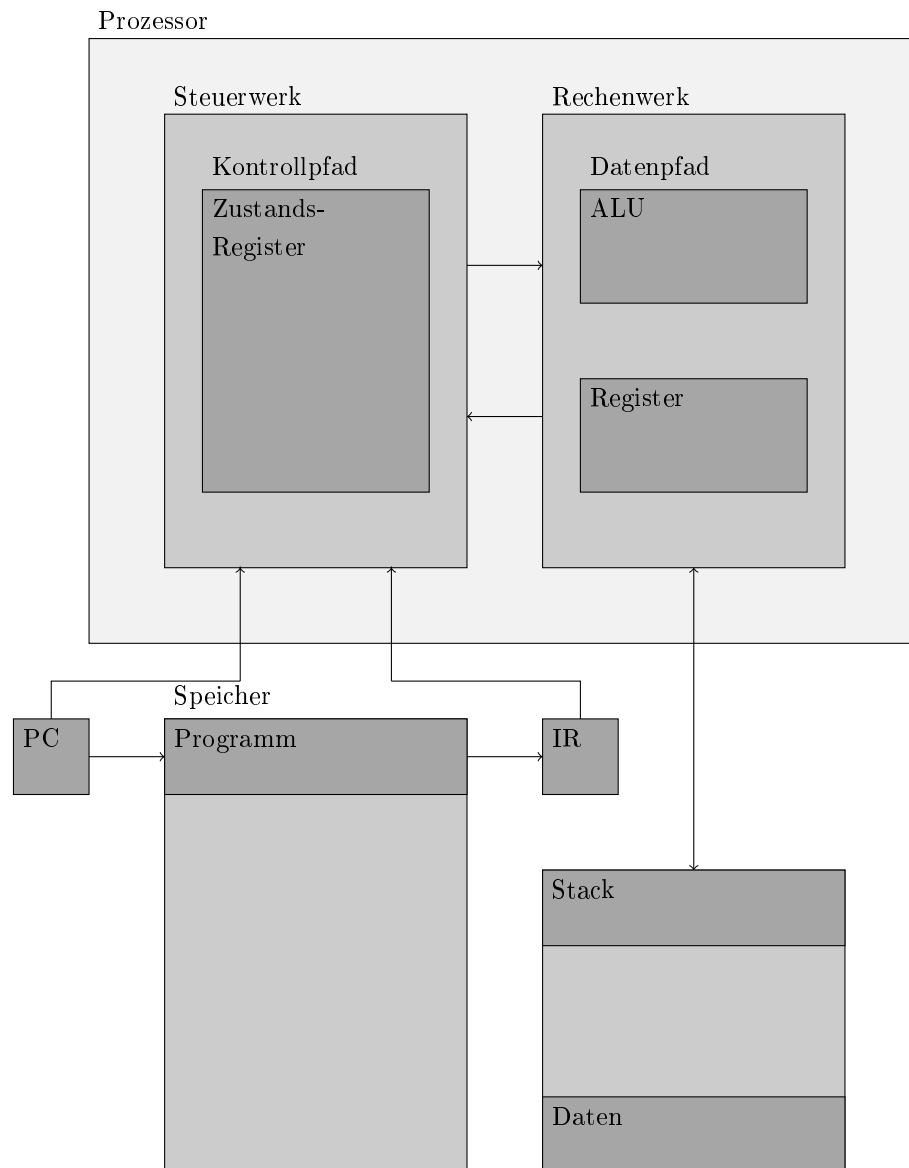 Prozessor
Steuerwerk
Rechenwerk
Kontrollpfad
Datenpfad
Zustands-
Register
ALU
Register
Speicher
PC
Programm
IR
Stack
Daten